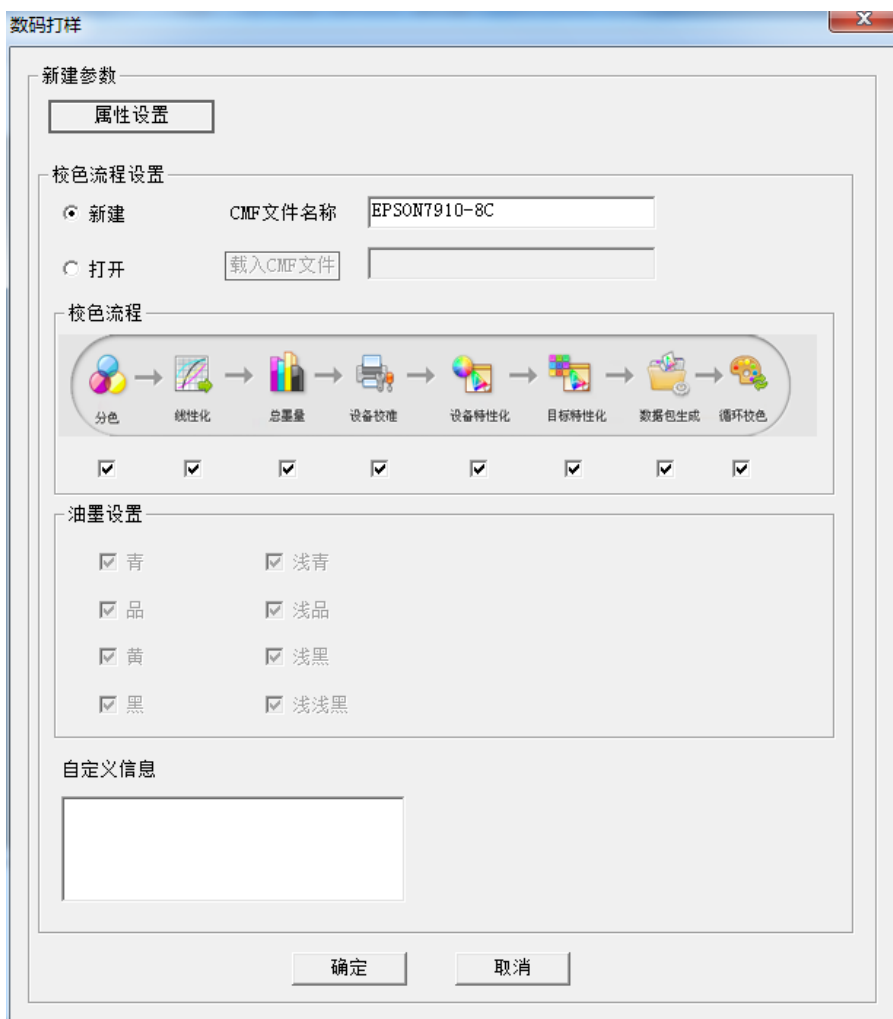 数码打样
新建参数
属性设置
校色流程设置
新建 CMF文件名称 EPSON7910-8C
打开 载入CMF文件
校色流程
分色 线性化 总墨量 设备校准 设备特性化 目标特性化 数据包生成 循环校色
油墨设置
青 浅青
品 浅品
黄 浅黑
黑 浅浅黑
自定义信息
确定 取消